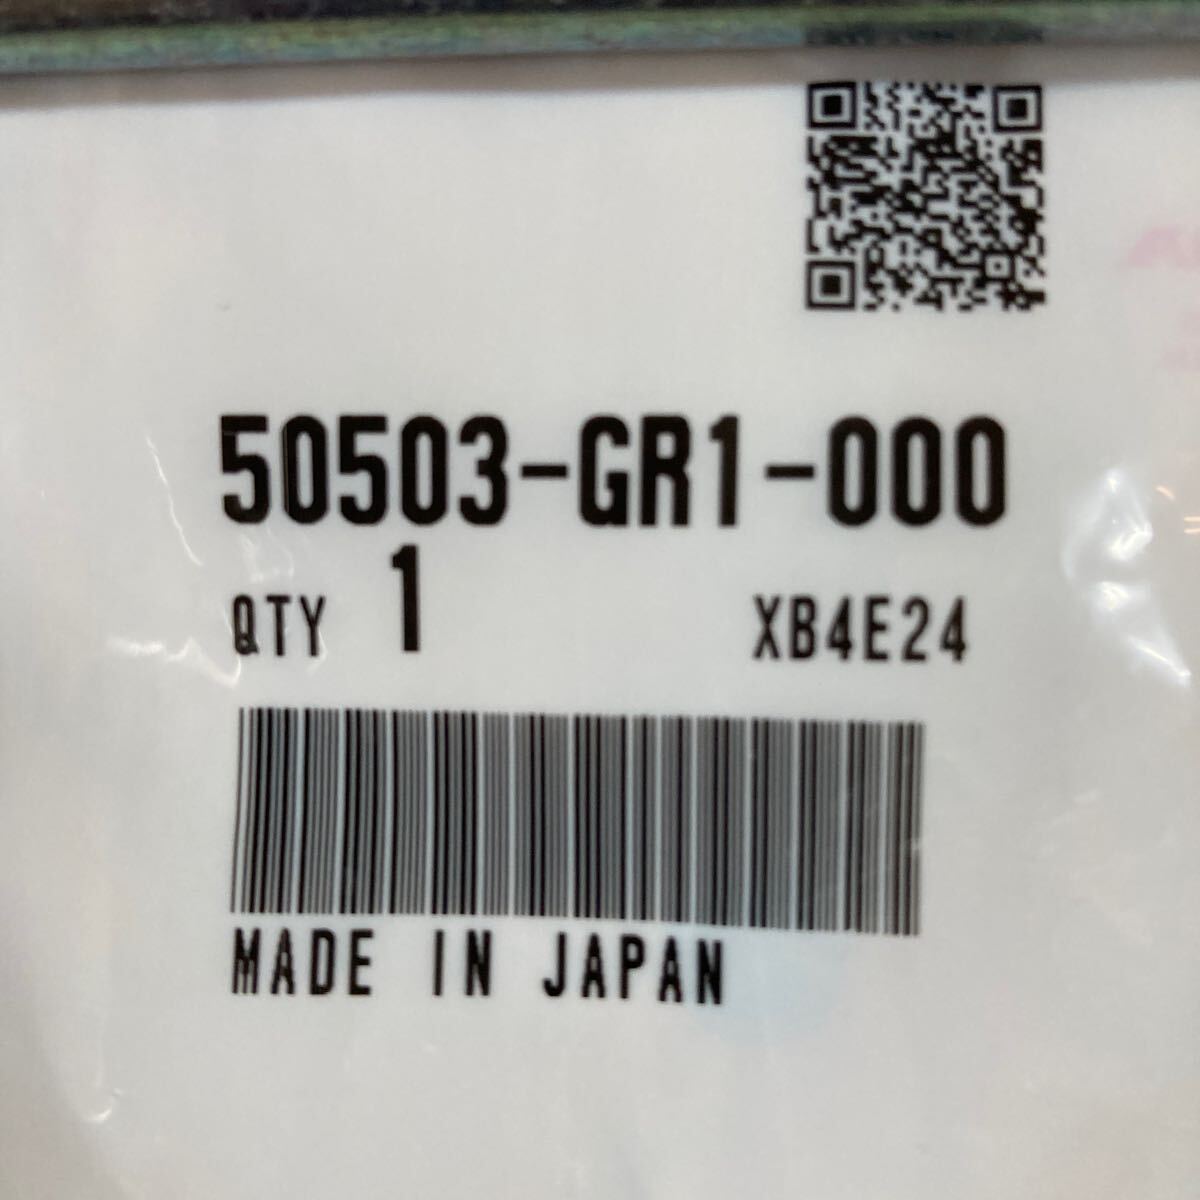 50503-GR1-000
QTY 1 XB4E24
MADE IN JAPAN